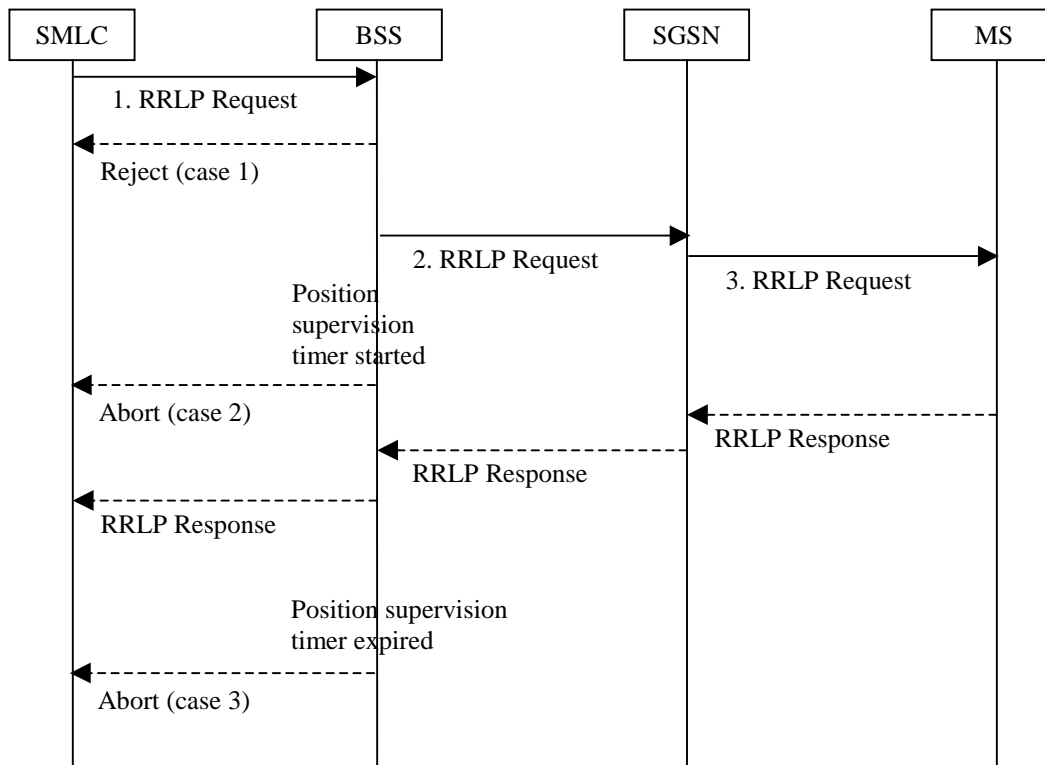 SMLC
BSS
SGSN
MS
1. RRLP Request
Reject (case 1)
2. RRLP Request
3. RRLP Request
Position
supervision
timer started
Abort (case 2)
RRLP Response
RRLP Response
RRLP Response
Position supervision
timer expired
Abort (case 3)